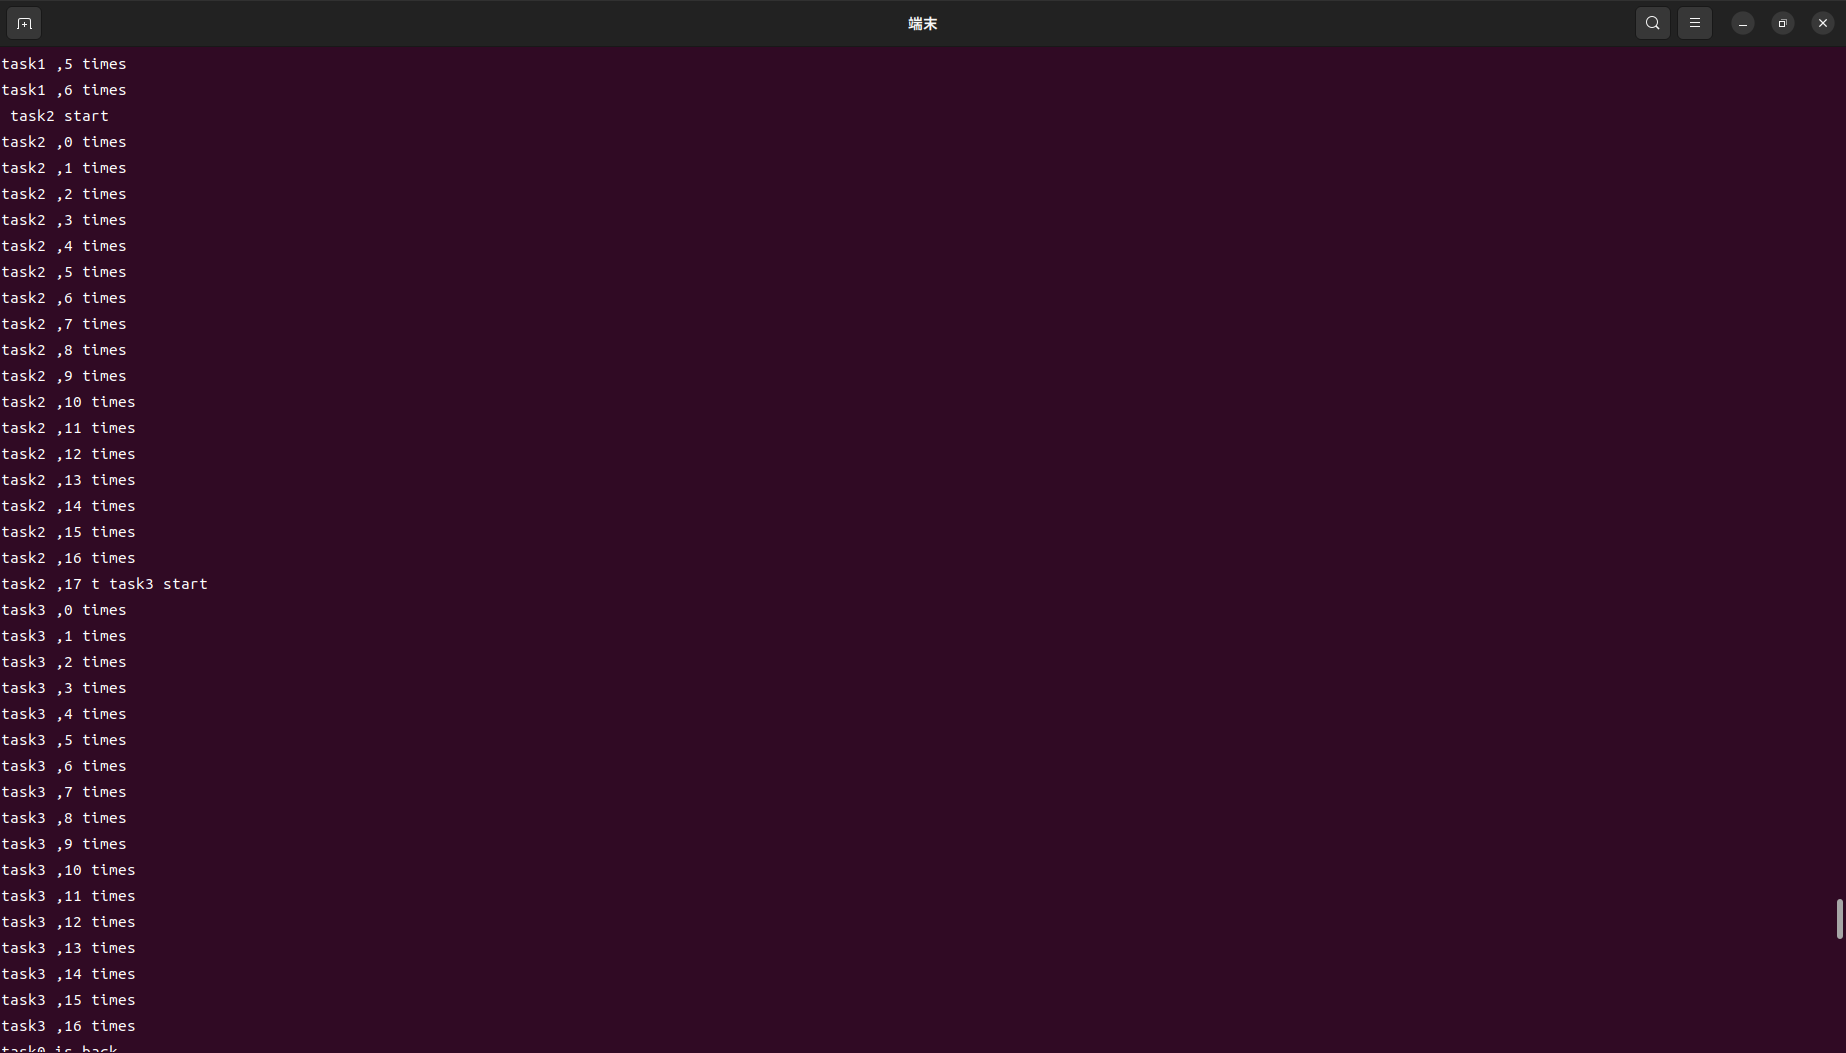 端末
task1 ,5 times
task1 ,6 times
 task2 start
task2 ,0 times
task2 ,1 times
task2 ,2 times
task2 ,3 times
task2 ,4 times
task2 ,5 times
task2 ,6 times
task2 ,7 times
task2 ,8 times
task2 ,9 times
task2 ,10 times
task2 ,11 times
task2 ,12 times
task2 ,13 times
task2 ,14 times
task2 ,15 times
task2 ,16 times
task2 ,17 t task3 start
task3 ,0 times
task3 ,1 times
task3 ,2 times
task3 ,3 times
task3 ,4 times
task3 ,5 times
task3 ,6 times
task3 ,7 times
task3 ,8 times
task3 ,9 times
task3 ,10 times
task3 ,11 times
task3 ,12 times
task3 ,13 times
task3 ,14 times
task3 ,15 times
task3 ,16 times
task0 is back